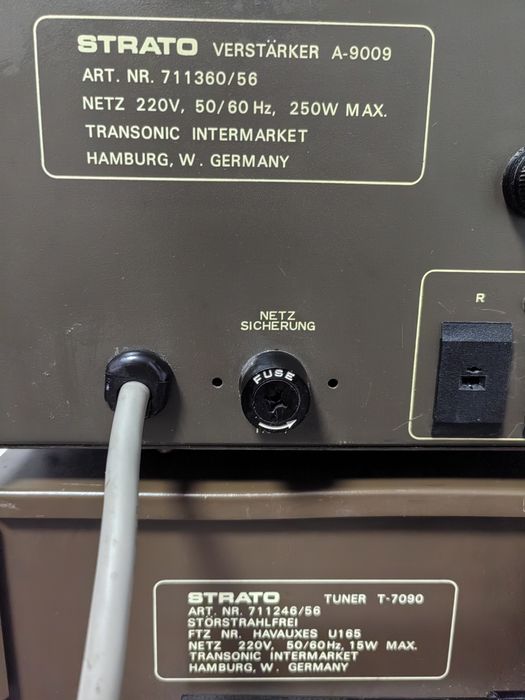 STRATO VERSTÄRKER A-9009
ART. NR. 711360/56
NETZ 220V, 50/60 Hz, 250W MAX.
TRANSONIC INTERMARKET
HAMBURG, W. GERMANY
R
NETZ
SICHERUNG
FUSE
STRATO TUNER T-7090
ART. NR. 711246/56
STÖRSTRAHLFREI
FTZ NR. HAVAUXES U165
NETZ 220V, 50/60Hz, 15W MAX.
TRANSONIC INTERMARKET
HAMBURG, W. GERMANY